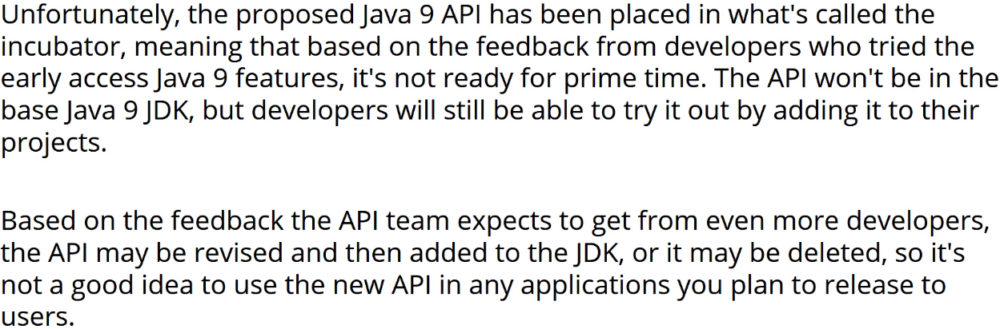 Unfortunately, the proposed Java 9 API has been placed in what's called the
incubator, meaning that based on the feedback from developers who tried the
early access Java 9 features, it's not ready for prime time. The API won't be in the
base Java 9 JDK, but developers will still be able to try it out by adding it to their
projects.
Based on the feedback the API team expects to get from even more developers,
the API may be revised and then added to the JDK, or it may be deleted, so it's
not a good idea to use the new API in any applications you plan to release to
users.